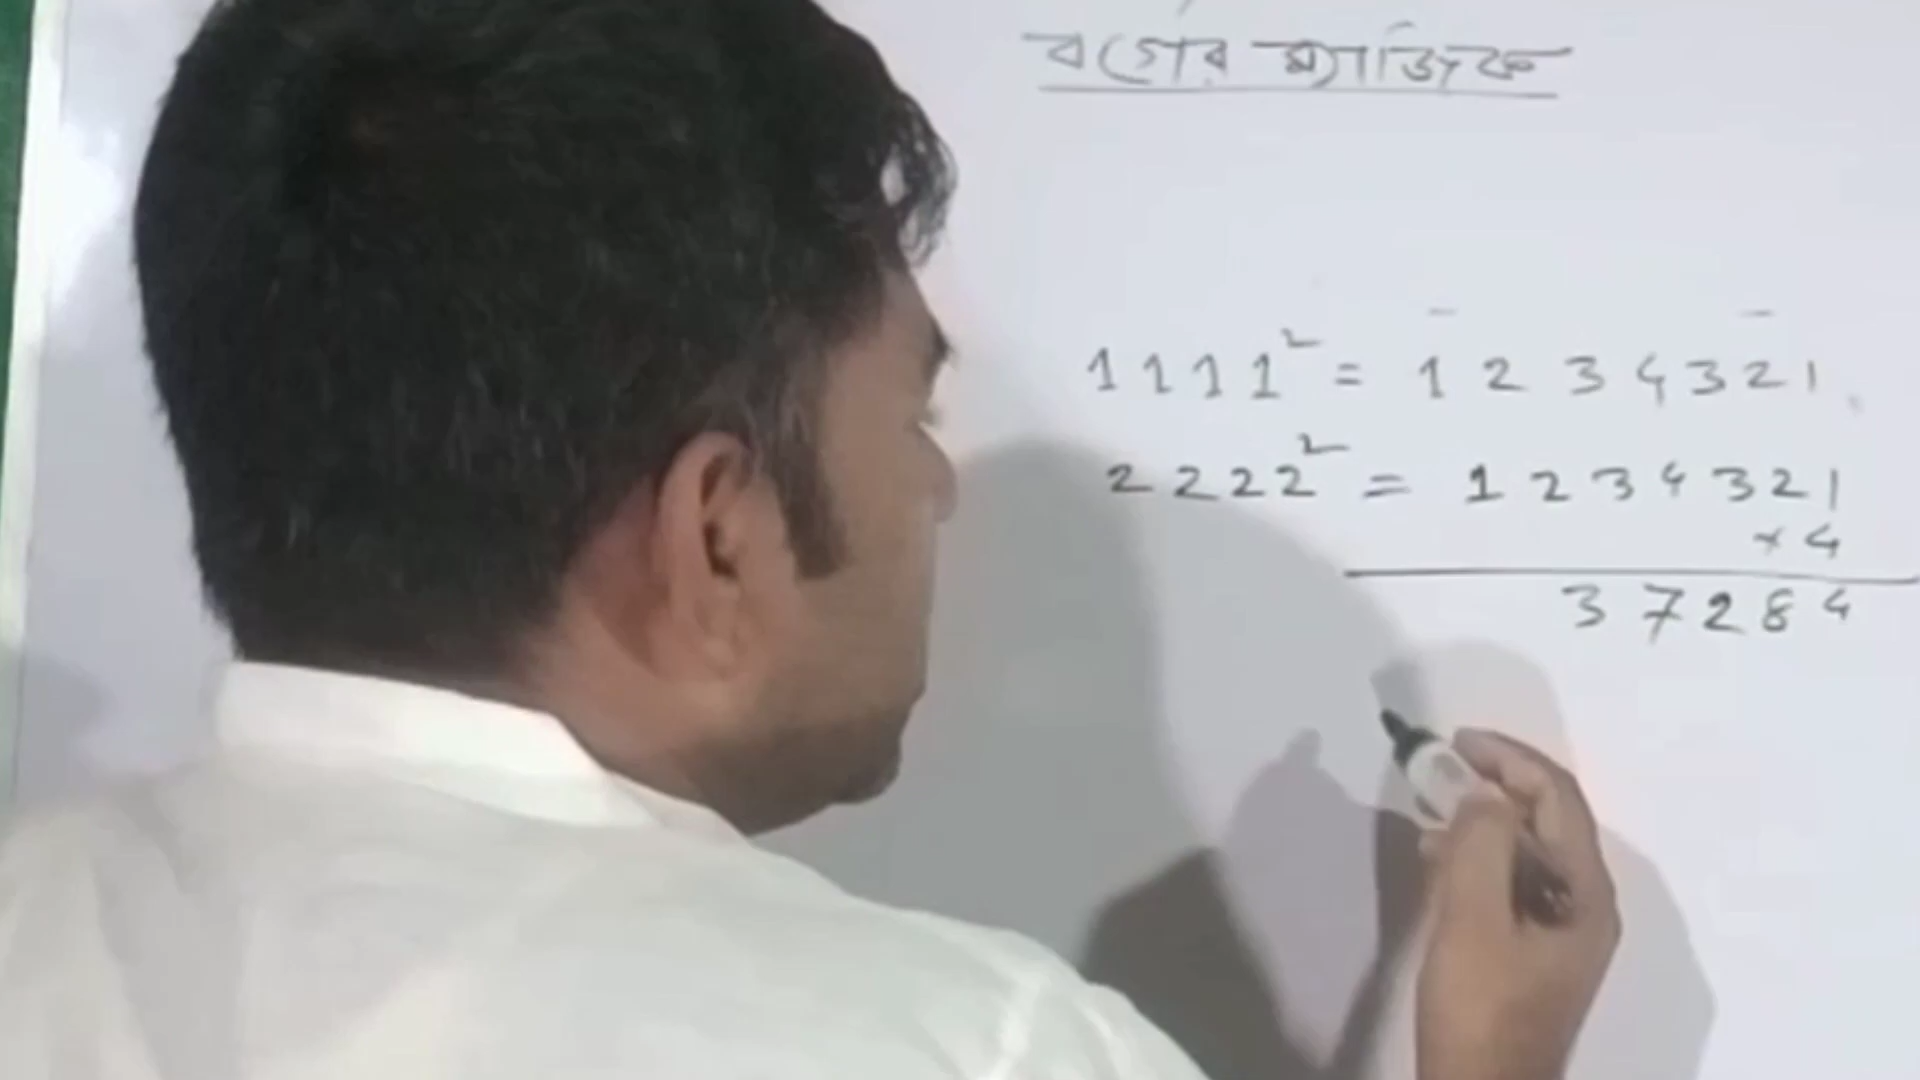 বর্গের ম্যাজিক
1111² = 1234321
2222² = 1234321
× 4
37284